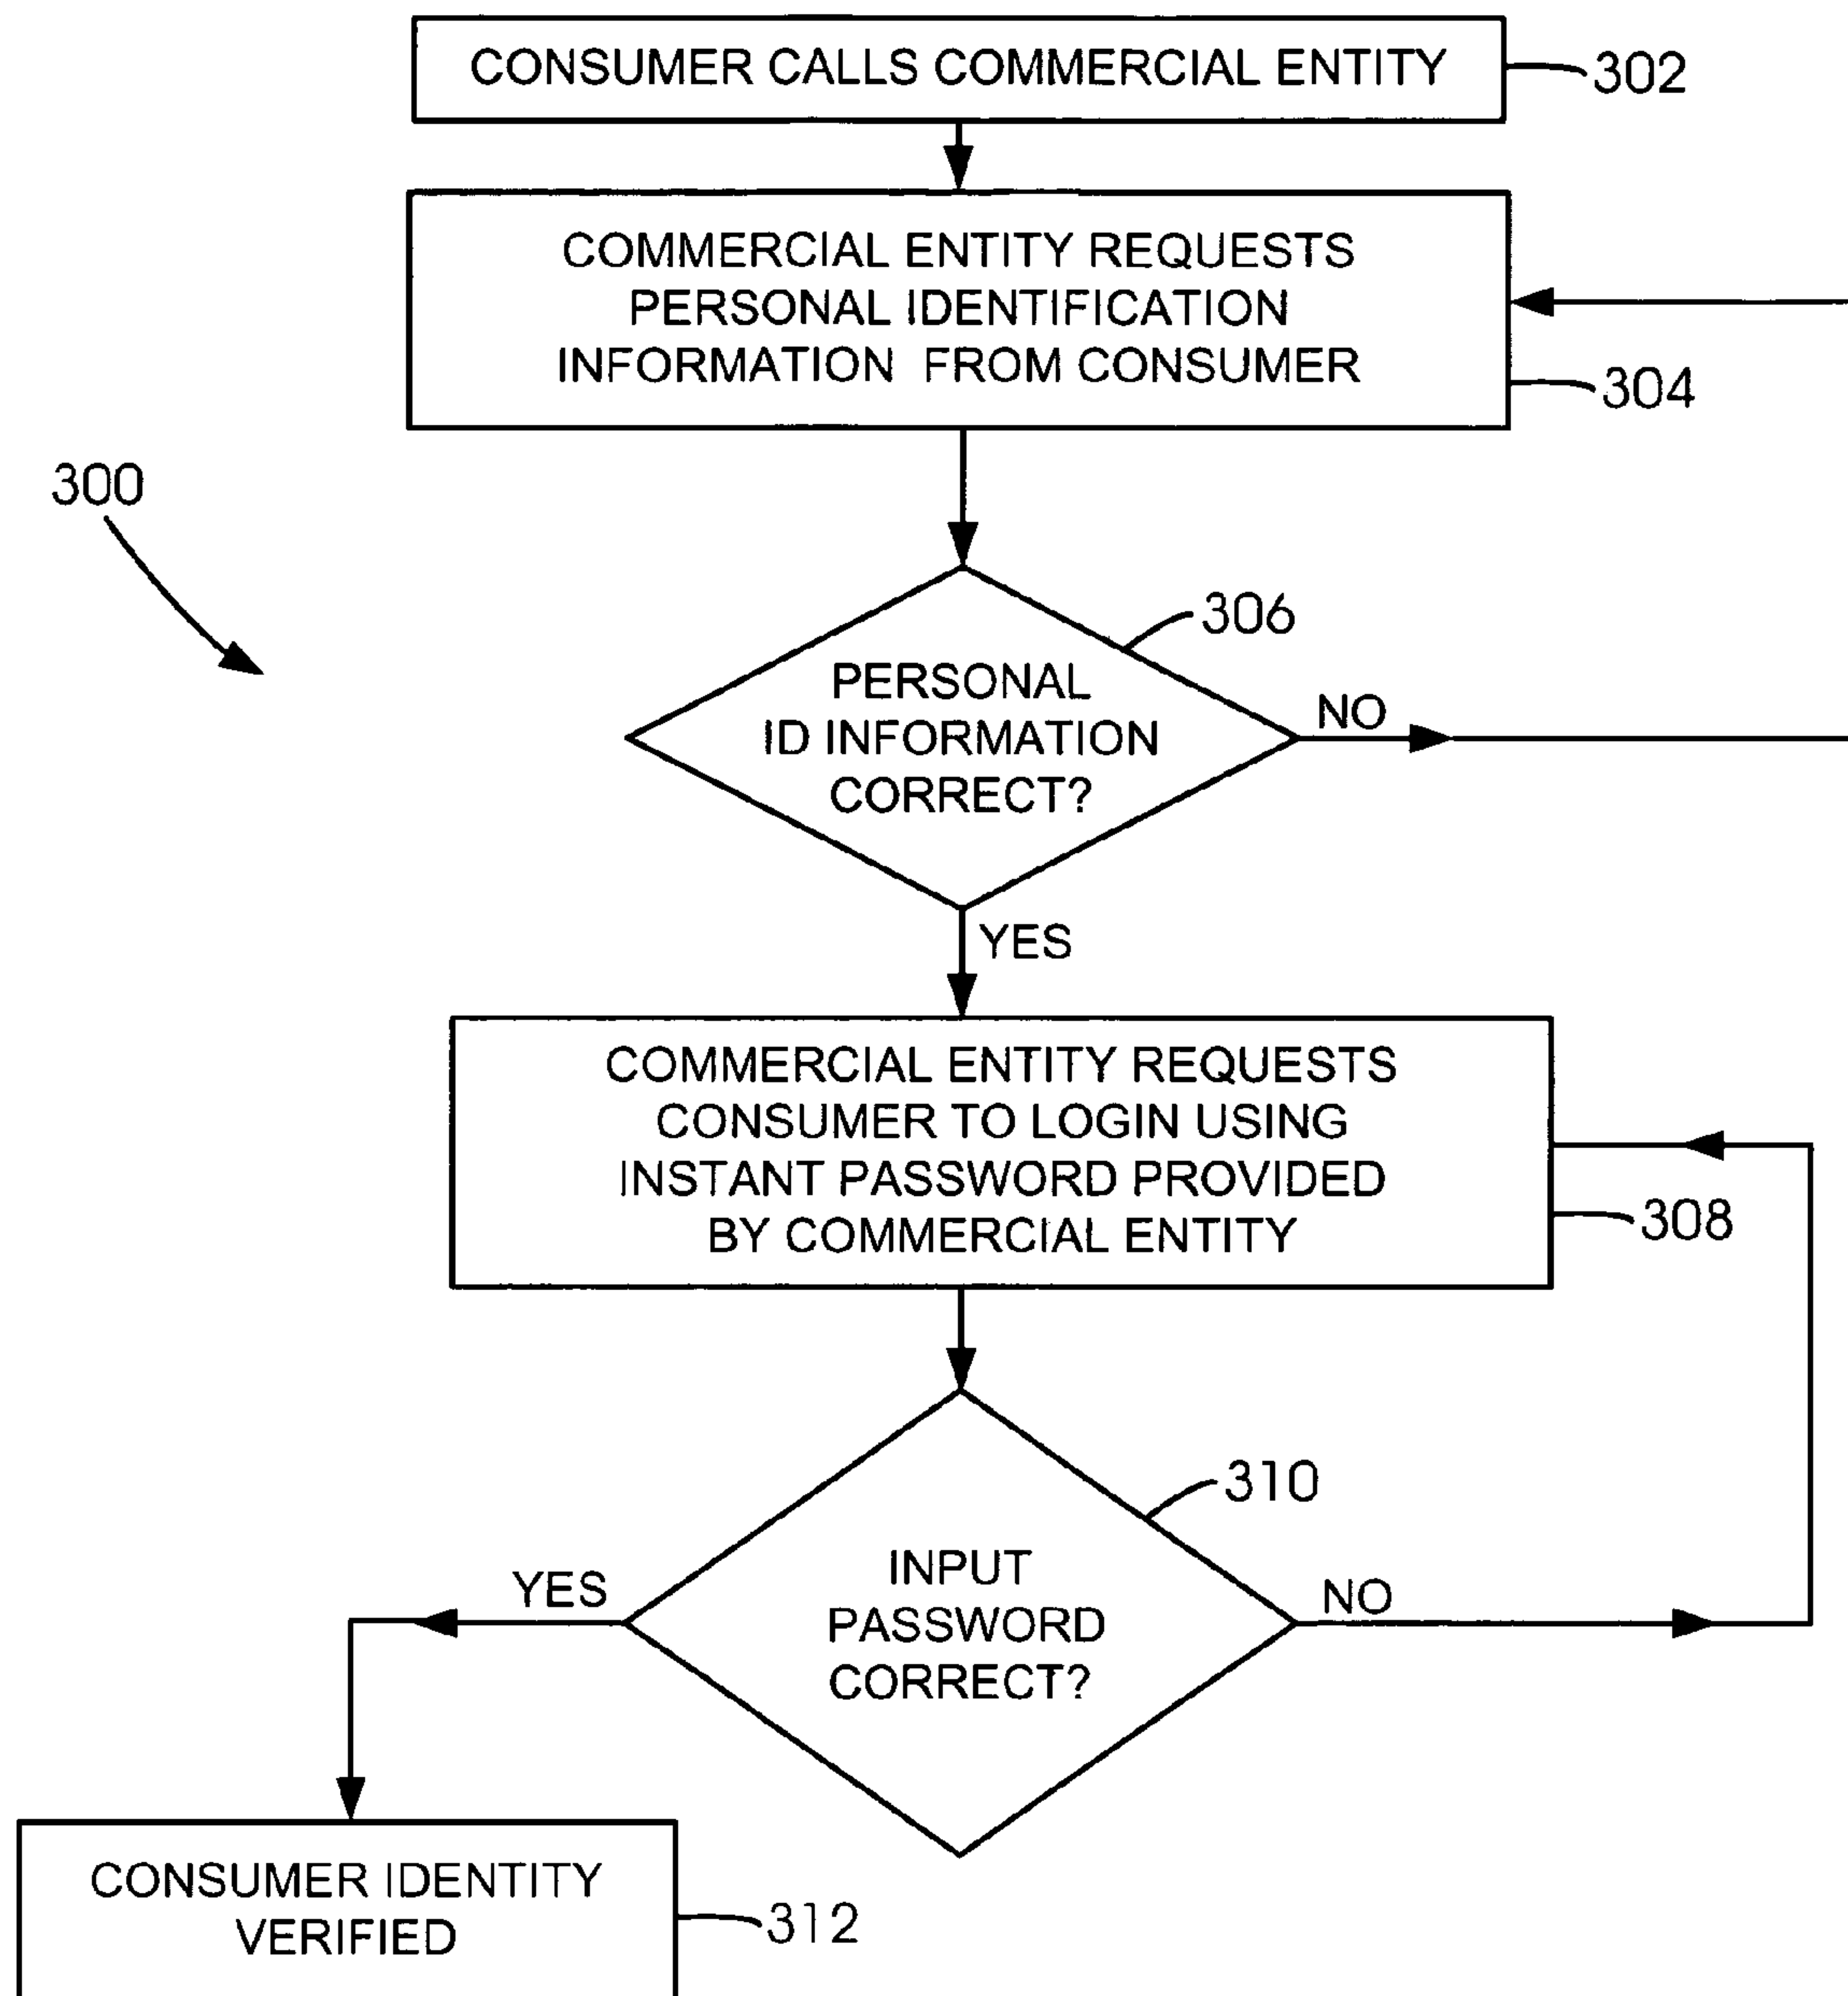 CONSUMER CALLS COMMERCIAL ENTITY
302
COMMERCIAL ENTITY REQUESTS
PERSONAL IDENTIFICATION
INFORMATION FROM CONSUMER
304
300
306
PERSONAL
ID INFORMATION
CORRECT?
NO
YES
COMMERCIAL ENTITY REQUESTS
CONSUMER TO LOGIN USING
INSTANT PASSWORD PROVIDED
BY COMMERCIAL ENTITY
308
310
INPUT
PASSWORD
CORRECT?
YES
NO
CONSUMER IDENTITY
VERIFIED
312